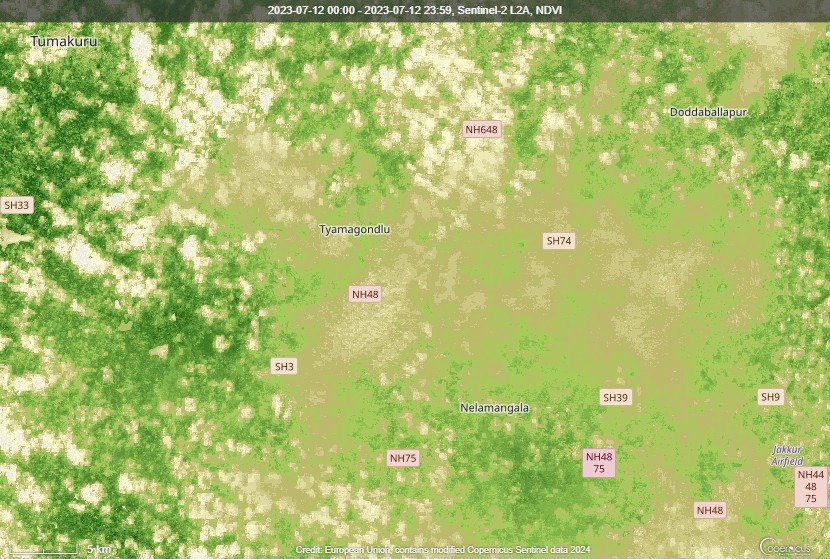 2023-07-12 00:00 - 2023-07-12 23:59, Sentinel-2 L2A, NDVI
Tumakuru
Doddaballapur
NH648
SH33
Tyamagondlu
SH74
NH48
SH3
SH39
SH9
Nelamangala
NH75
NH48
75
Jakkur
Airfield
NH44
48
75
NH48
5 km
Credit: European Union, contains modified Copernicus Sentinel data 2024
opernicus